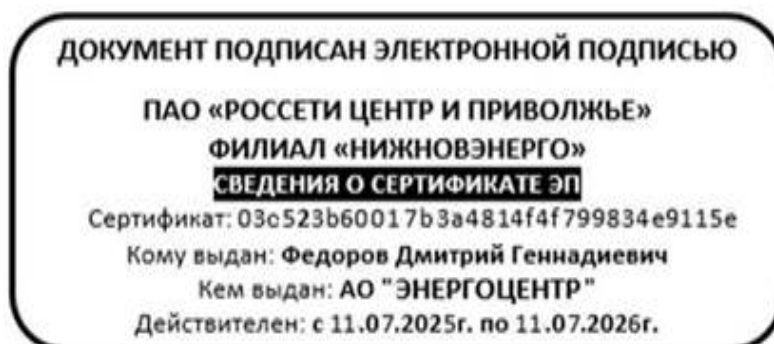 ДОКУМЕНТ ПОДПИСАН ЭЛЕКТРОННОЙ ПОДПИСЬЮ
ПАО «РОССЕТИ ЦЕНТР И ПРИВОЛЖЬЕ»
ФИЛИАЛ «НИЖНОВЭНЕРГО»
СВЕДЕНИЯ О СЕРТИФИКАТЕ ЭП
Сертификат: 03c523b60017b3a4814f4f799834e9115e
Кому выдан: Федоров Дмитрий Геннадиевич
Кем выдан: АО "ЭНЕРГОЦЕНТР"
Действителен: с 11.07.2025г. по 11.07.2026г.